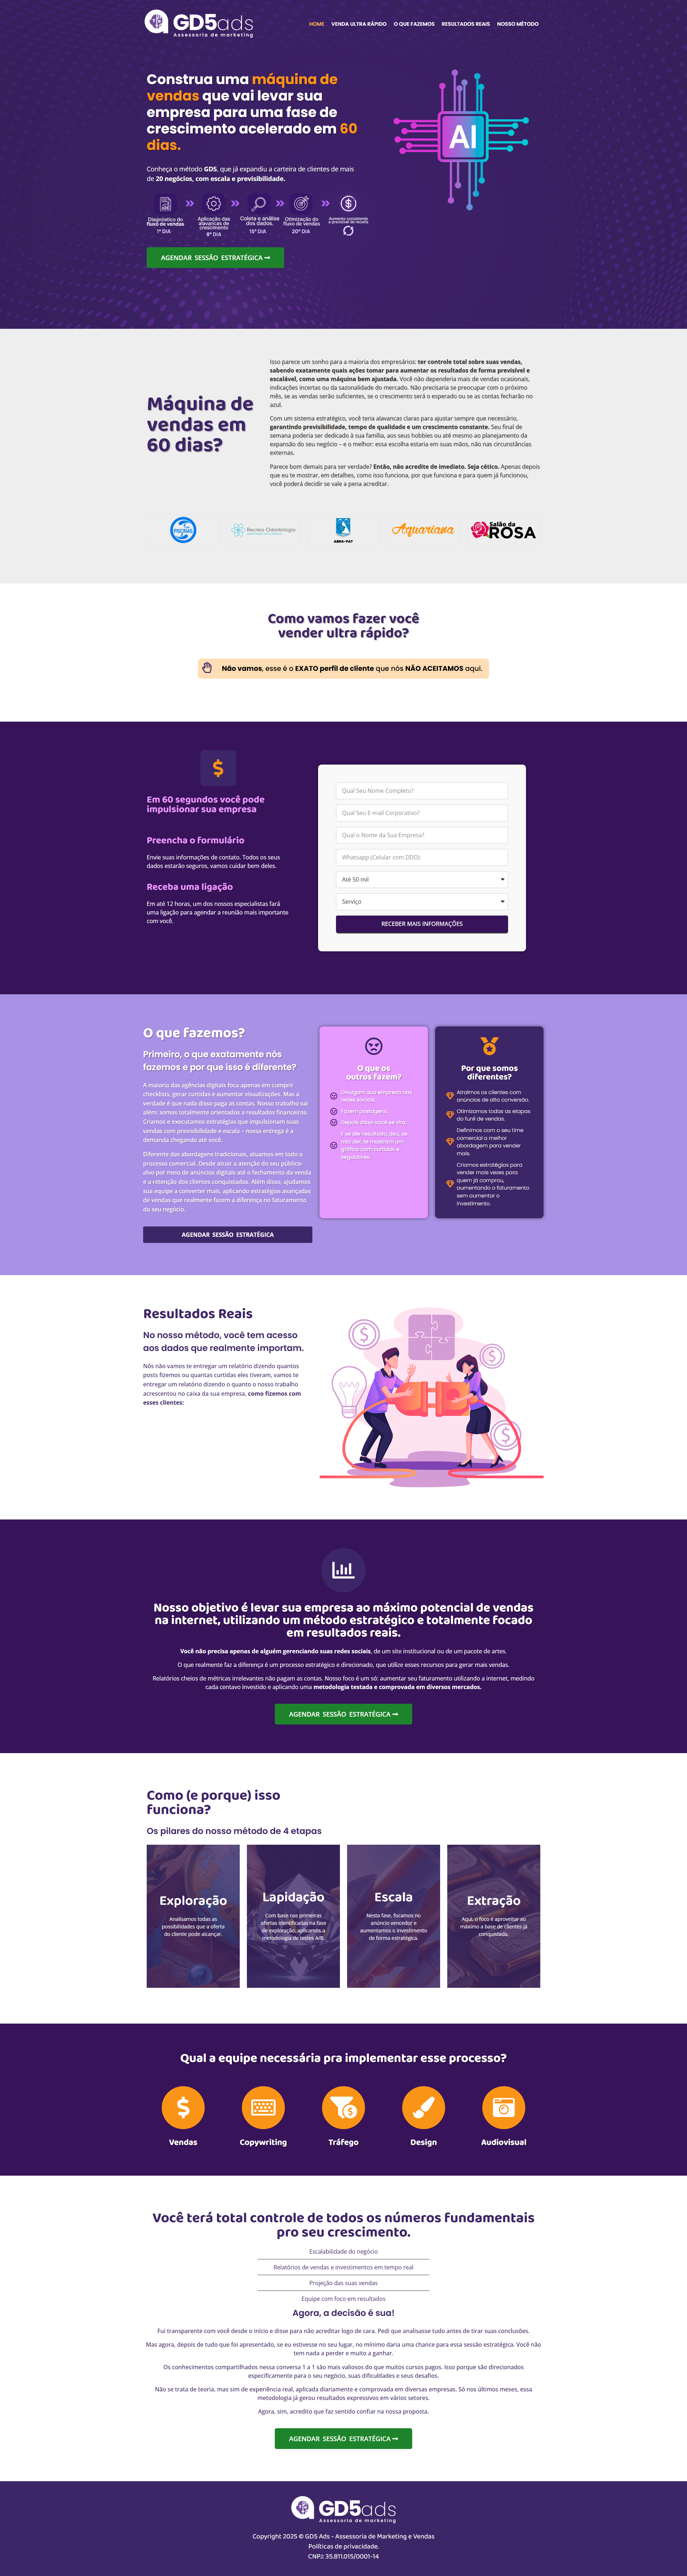 GD5ads
Assessoria de marketing
HOME
VENDA ULTRA RÁPIDO
O QUE FAZEMOS
RESULTADOS REAIS
NOSSO MÉTODO
Construa uma máquina de
vendas que vai levar sua
empresa para uma fase de
crescimento acelerado em 60
dias.
Conheça o método GD5, que já expandiu a carteira de clientes de mais
de 20 negócios, com escala e previsibilidade.
Diagnóstico do
fluxo de vendas
1º DIA
Aplicação das
alavancas de
crescimento
8º DIA
Coleta e análise
dos dados.
15º DIA
Otimização do
fluxo de vendas
20º DIA
Aumento consistente
e previsível de receita
AI
AGENDAR SESSÃO ESTRATÉGICA
Máquina de
vendas em
60 dias?
Isso parece um sonho para a maioria dos empresários: ter controle total sobre suas vendas,
sabendo exatamente quais ações tomar para aumentar os resultados de forma previsível e
escalável, como uma máquina bem ajustada. Você não dependeria mais de vendas ocasionais,
indicações incertas ou da sazonalidade do mercado. Não precisaria se preocupar com o próximo
mês, se as vendas serão suficientes, se o crescimento será o esperado ou se as contas fecharão no
azul.
Com um sistema estratégico, você teria alavancas claras para ajustar sempre que necessário,
garantindo previsibilidade, tempo de qualidade e um crescimento constante. Seu final de
semana poderia ser dedicado à sua família, aos seus hobbies ou até mesmo ao planejamento da
expansão do seu negócio – e o melhor: essa escolha estaria em suas mãos, não nas circunstâncias
externas.
Parece bom demais para ser verdade? Então, não acredite de imediato. Seja cético. Apenas depois
que eu te mostrar, em detalhes, como isso funciona, por que funciona e para quem já funcionou,
você poderá decidir se vale a pena acreditar.
PISCINAS
Recreio Odontologia
ABRA-PAT
Aquariana
Salão da
ROSA
Como vamos fazer você
vender ultra rápido?
Não vamos, esse é o EXATO perfil de cliente que nós NÃO ACEITAMOS aqui.
Em 60 segundos você pode
impulsionar sua empresa
Preencha o formulário
Envie suas informações de contato. Todos os seus
dados estarão seguros, vamos cuidar bem deles.
Receba uma ligação
Em até 12 horas, um dos nossos especialistas fará
uma ligação para agendar a reunião mais importante
com você.
Qual Seu Nome Completo?
Qual Seu E-mail Corporativo?
Qual o Nome da Sua Empresa?
Whatsapp (Celular com DDD):
Até 50 mil
Serviço
RECEBER MAIS INFORMAÇÕES
O que fazemos?
Primeiro, o que exatamente nós
fazemos e por que isso é diferente?
A maioria das agências digitais foca apenas em cumprir
checklists, gerar curtidas e aumentar visualizações. Mas a
verdade é que nada disso paga as contas. Nosso trabalho vai
além: somos totalmente orientados a resultados financeiros.
Criamos e executamos estratégias que impulsionam suas
vendas com previsibilidade e escala – nossa entrega é a
demanda chegando até você.
Diferente das abordagens tradicionais, atuamos em todo o
processo comercial. Desde atrair a atenção do seu público-
alvo por meio de anúncios digitais até o fechamento da venda
e a retenção dos clientes conquistados. Além disso, ajudamos
sua equipe a converter mais, aplicando estratégias avançadas
de vendas que realmente fazem a diferença no faturamento
do seu negócio.
AGENDAR SESSÃO ESTRATÉGICA
O que os
outros fazem?
Divulgam sua empresa nas
redes sociais.
Fazem postagens.
Depois disso você se vira.
E se der resultado, deu, se
não der, se mostram um
gráfico com curtidas e
seguidores.
Por que somos
diferentes?
Atraímos os clientes com
anúncios de alta conversão.
Otimizamos todas as etapas
do funil de vendas.
Definimos com o seu time
comercial a melhor
abordagem para vender
mais.
Criamos estratégias para
vender mais vezes para
quem já comprou,
aumentando o faturamento
sem aumentar o
investimento.
Resultados Reais
No nosso método, você tem acesso
aos dados que realmente importam.
Nós não vamos te entregar um relatório dizendo quantos
posts fizemos ou quantas curtidas eles tiveram, vamos te
entregar um relatório dizendo o quanto o nosso trabalho
acrescentou no caixa da sua empresa, como fizemos com
esses clientes:
Nosso objetivo é levar sua empresa ao máximo potencial de vendas
na internet, utilizando um método estratégico e totalmente focado
em resultados reais.
Você não precisa apenas de alguém gerenciando suas redes sociais, de um site institucional ou de um pacote de artes.
O que realmente faz a diferença é um processo estratégico e direcionado, que utilize esses recursos para gerar mais vendas.
Relatórios cheios de métricas irrelevantes não pagam as contas. Nosso foco é um só: aumentar seu faturamento utilizando a internet, medindo
cada centavo investido e aplicando uma metodologia testada e comprovada em diversos mercados.
AGENDAR SESSÃO ESTRATÉGICA
Como (e porque) isso
funciona?
Os pilares do nosso método de 4 etapas
Exploração
Analisamos todas as
possibilidades que a oferta
do cliente pode alcançar.
Lapidação
Com base nas primeiras
ofertas identificadas na fase
de exploração, aplicamos a
metodologia de testes A/B.
Escala
Nesta fase, focamos no
anúncio vencedor e
aumentamos o investimento
de forma estratégica.
Extração
Aqui, o foco é aproveitar ao
máximo a base de clientes já
conquistada.
Qual a equipe necessária pra implementar esse processo?
Vendas
Copywriting
Tráfego
Design
Audiovisual
Você terá total controle de todos os números fundamentais
pro seu crescimento.
Escalabilidade do negócio
Relatórios de vendas e investimentos em tempo real
Projeção das suas vendas
Equipe com foco em resultados
Agora, a decisão é sua!
Fui transparente com você desde o início e disse para não acreditar logo de cara. Pedi que analisasse tudo antes de tirar suas conclusões.
Mas agora, depois de tudo que foi apresentado, se eu estivesse no seu lugar, no mínimo daria uma chance para essa sessão estratégica. Você não
tem nada a perder e muito a ganhar.
Os conhecimentos compartilhados nessa conversa 1 a 1 são mais valiosos do que muitos cursos pagos. Isso porque são direcionados
especificamente para o seu negócio, suas dificuldades e seus desafios.
Não se trata de teoria, mas sim de experiência real, aplicada diariamente e comprovada em diversas empresas. Só nos últimos meses, essa
metodologia já gerou resultados expressivos em vários setores.
Agora, sim, acredito que faz sentido confiar na nossa proposta.
AGENDAR SESSÃO ESTRATÉGICA
GD5ads
Assessoria de marketing
Copyright 2025 © GD5 Ads - Assessoria de Marketing e Vendas
Políticas de privacidade.
CNPJ: 35.811.015/0001-14